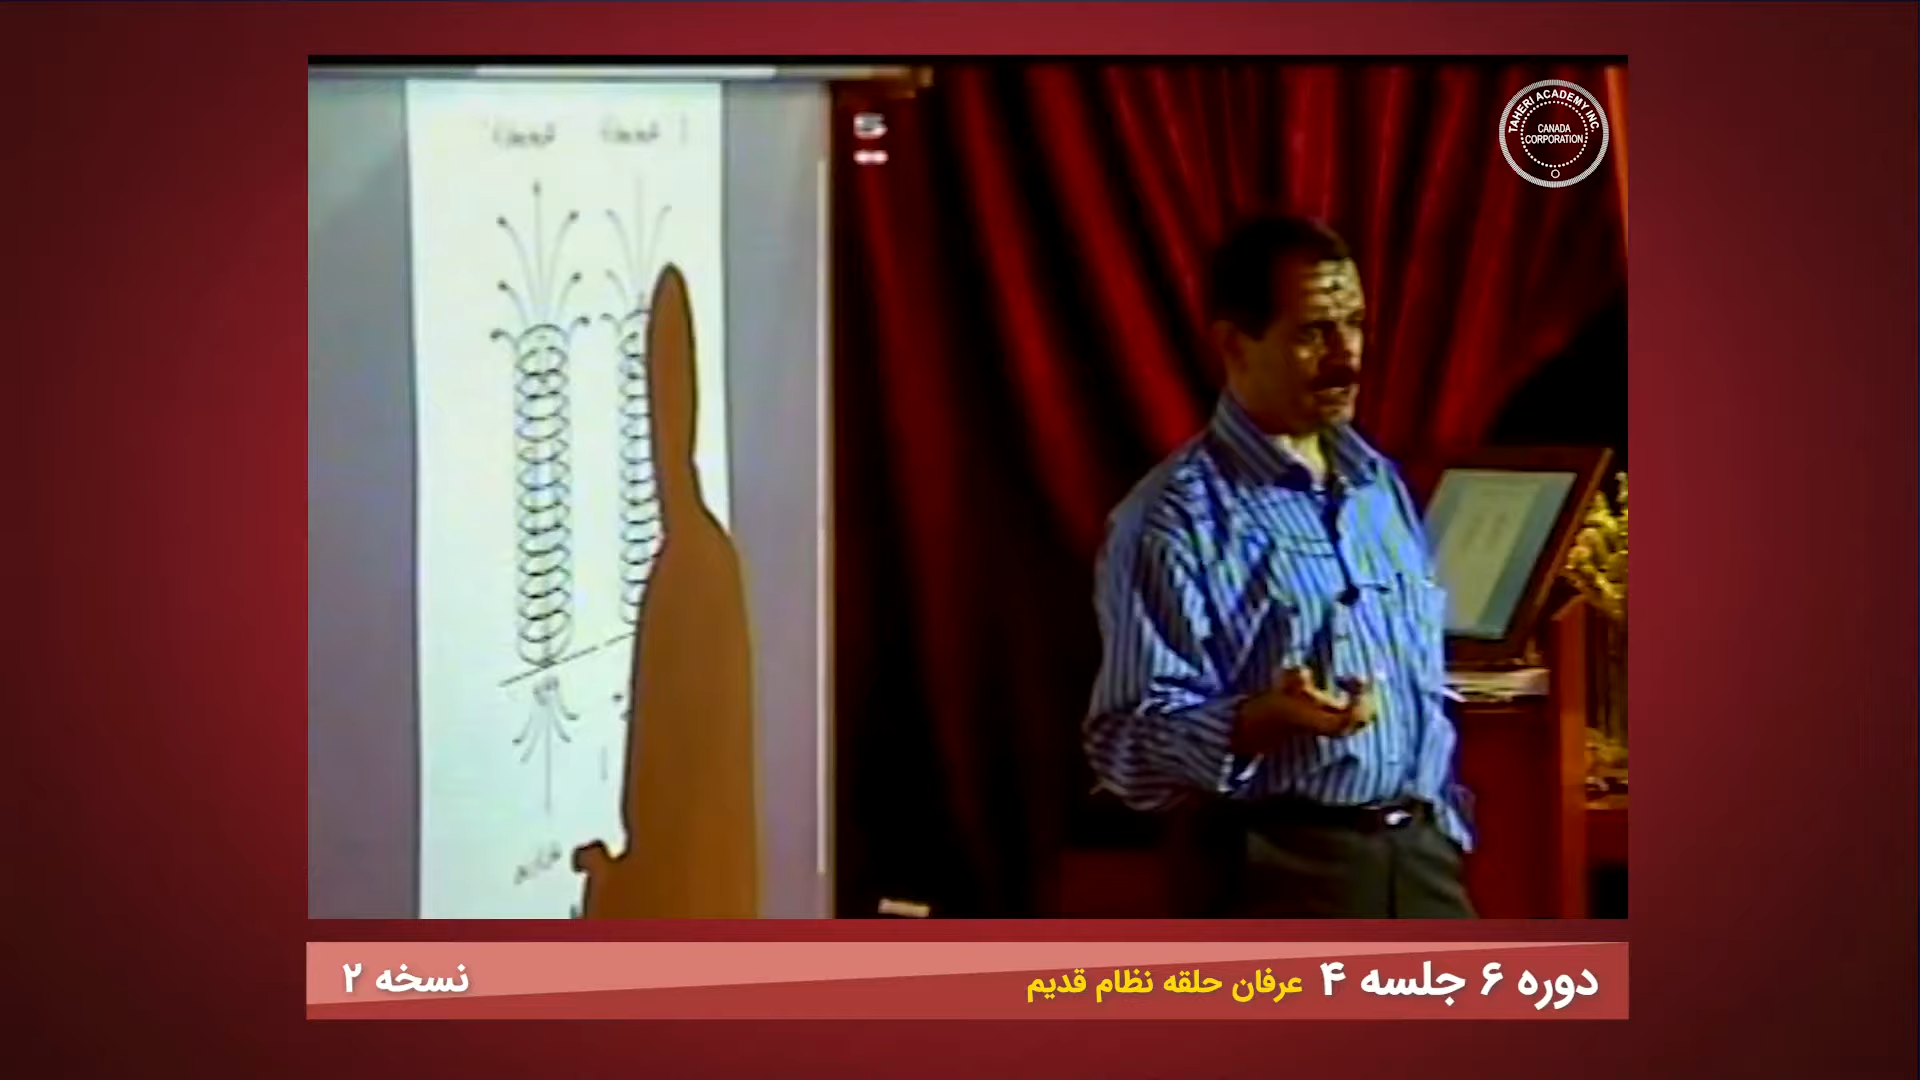 TAHERI ACADEMY INC.
CANADA
CORPORATION
دوره ۶ جلسه ۴ عرفان حلقه نظام قدیم
نسخه ۲